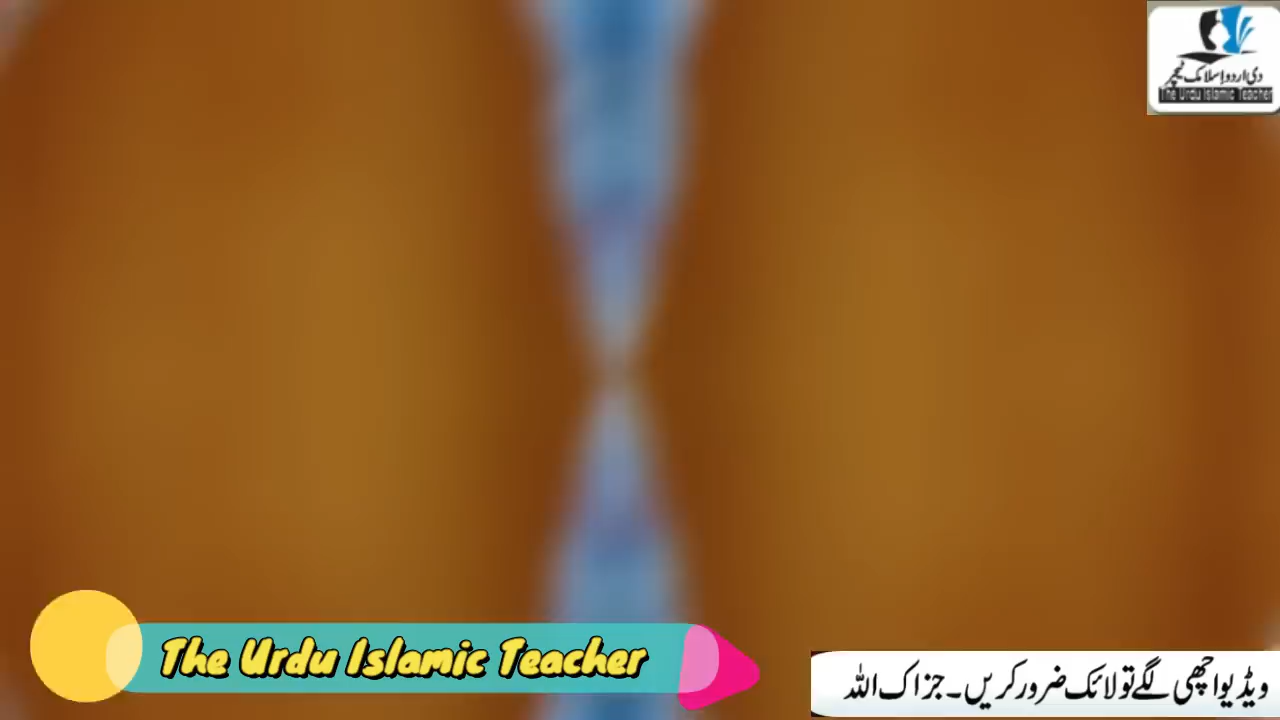 دی اردو اسلامک ٹیچر
The Urdu Islamic Teacher
The Urdu Islamic Teacher
ویڈیو اچھی لگے تو لائک ضرور کریں۔ جزاک اللہ